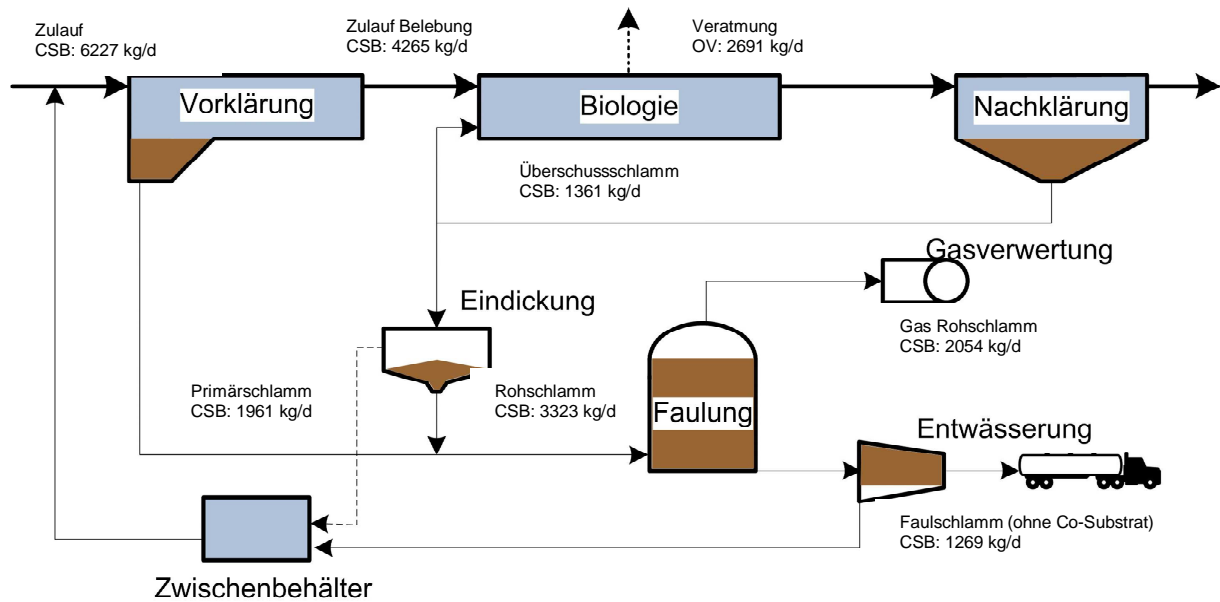 Zulauf
CSB: 6227 kg/d
Zulauf Belebung
CSB: 4265 kg/d
Veratmung
OV: 2691 kg/d
Vorklärung
Biologie
Nachklärung
Überschussschlamm
CSB: 1361 kg/d
Gasverwertung
Eindickung
Gas Rohschlamm
CSB: 2054 kg/d
Primärschlamm
CSB: 1961 kg/d
Rohschlamm
CSB: 3323 kg/d
Faulung
Entwässerung
Faulschlamm (ohne Co-Substrat)
CSB: 1269 kg/d
Zwischenbehälter